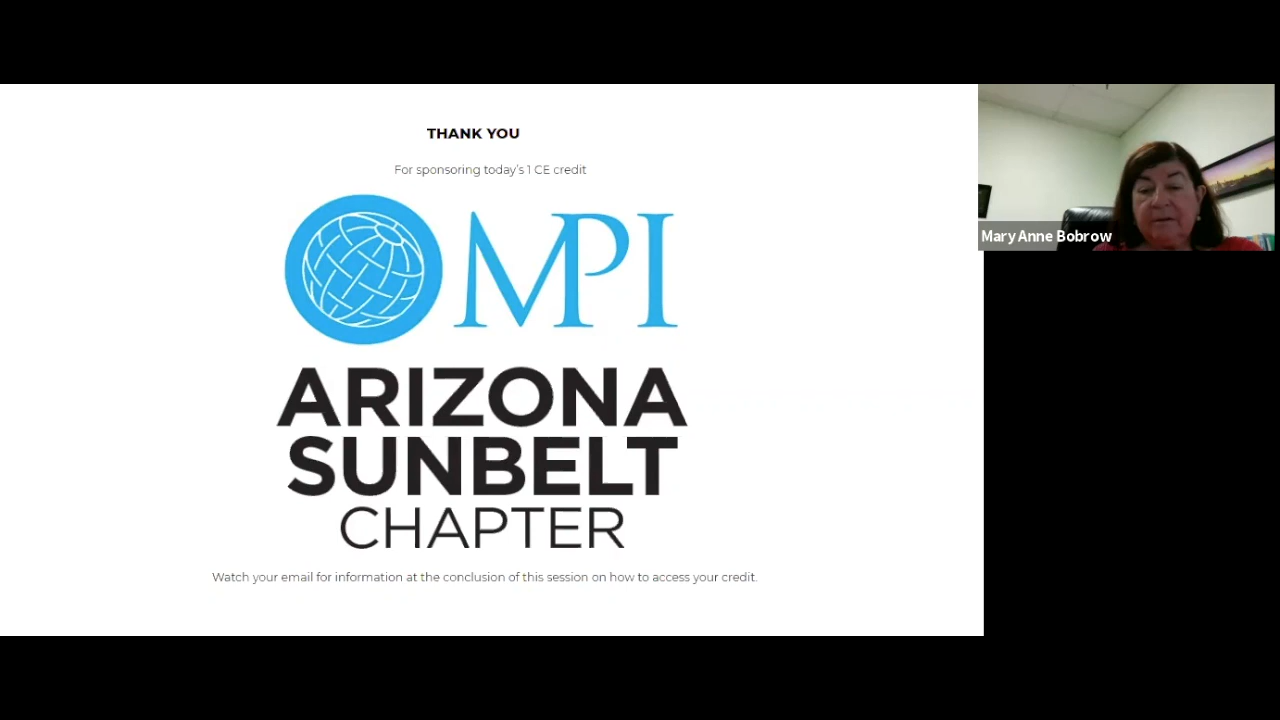 THANK YOU
For sponsoring today's 1 CE credit
MPI
ARIZONA
SUNBELT
CHAPTER
Watch your email for information at the conclusion of this session on how to access your credit.
Mary Anne Bobrow